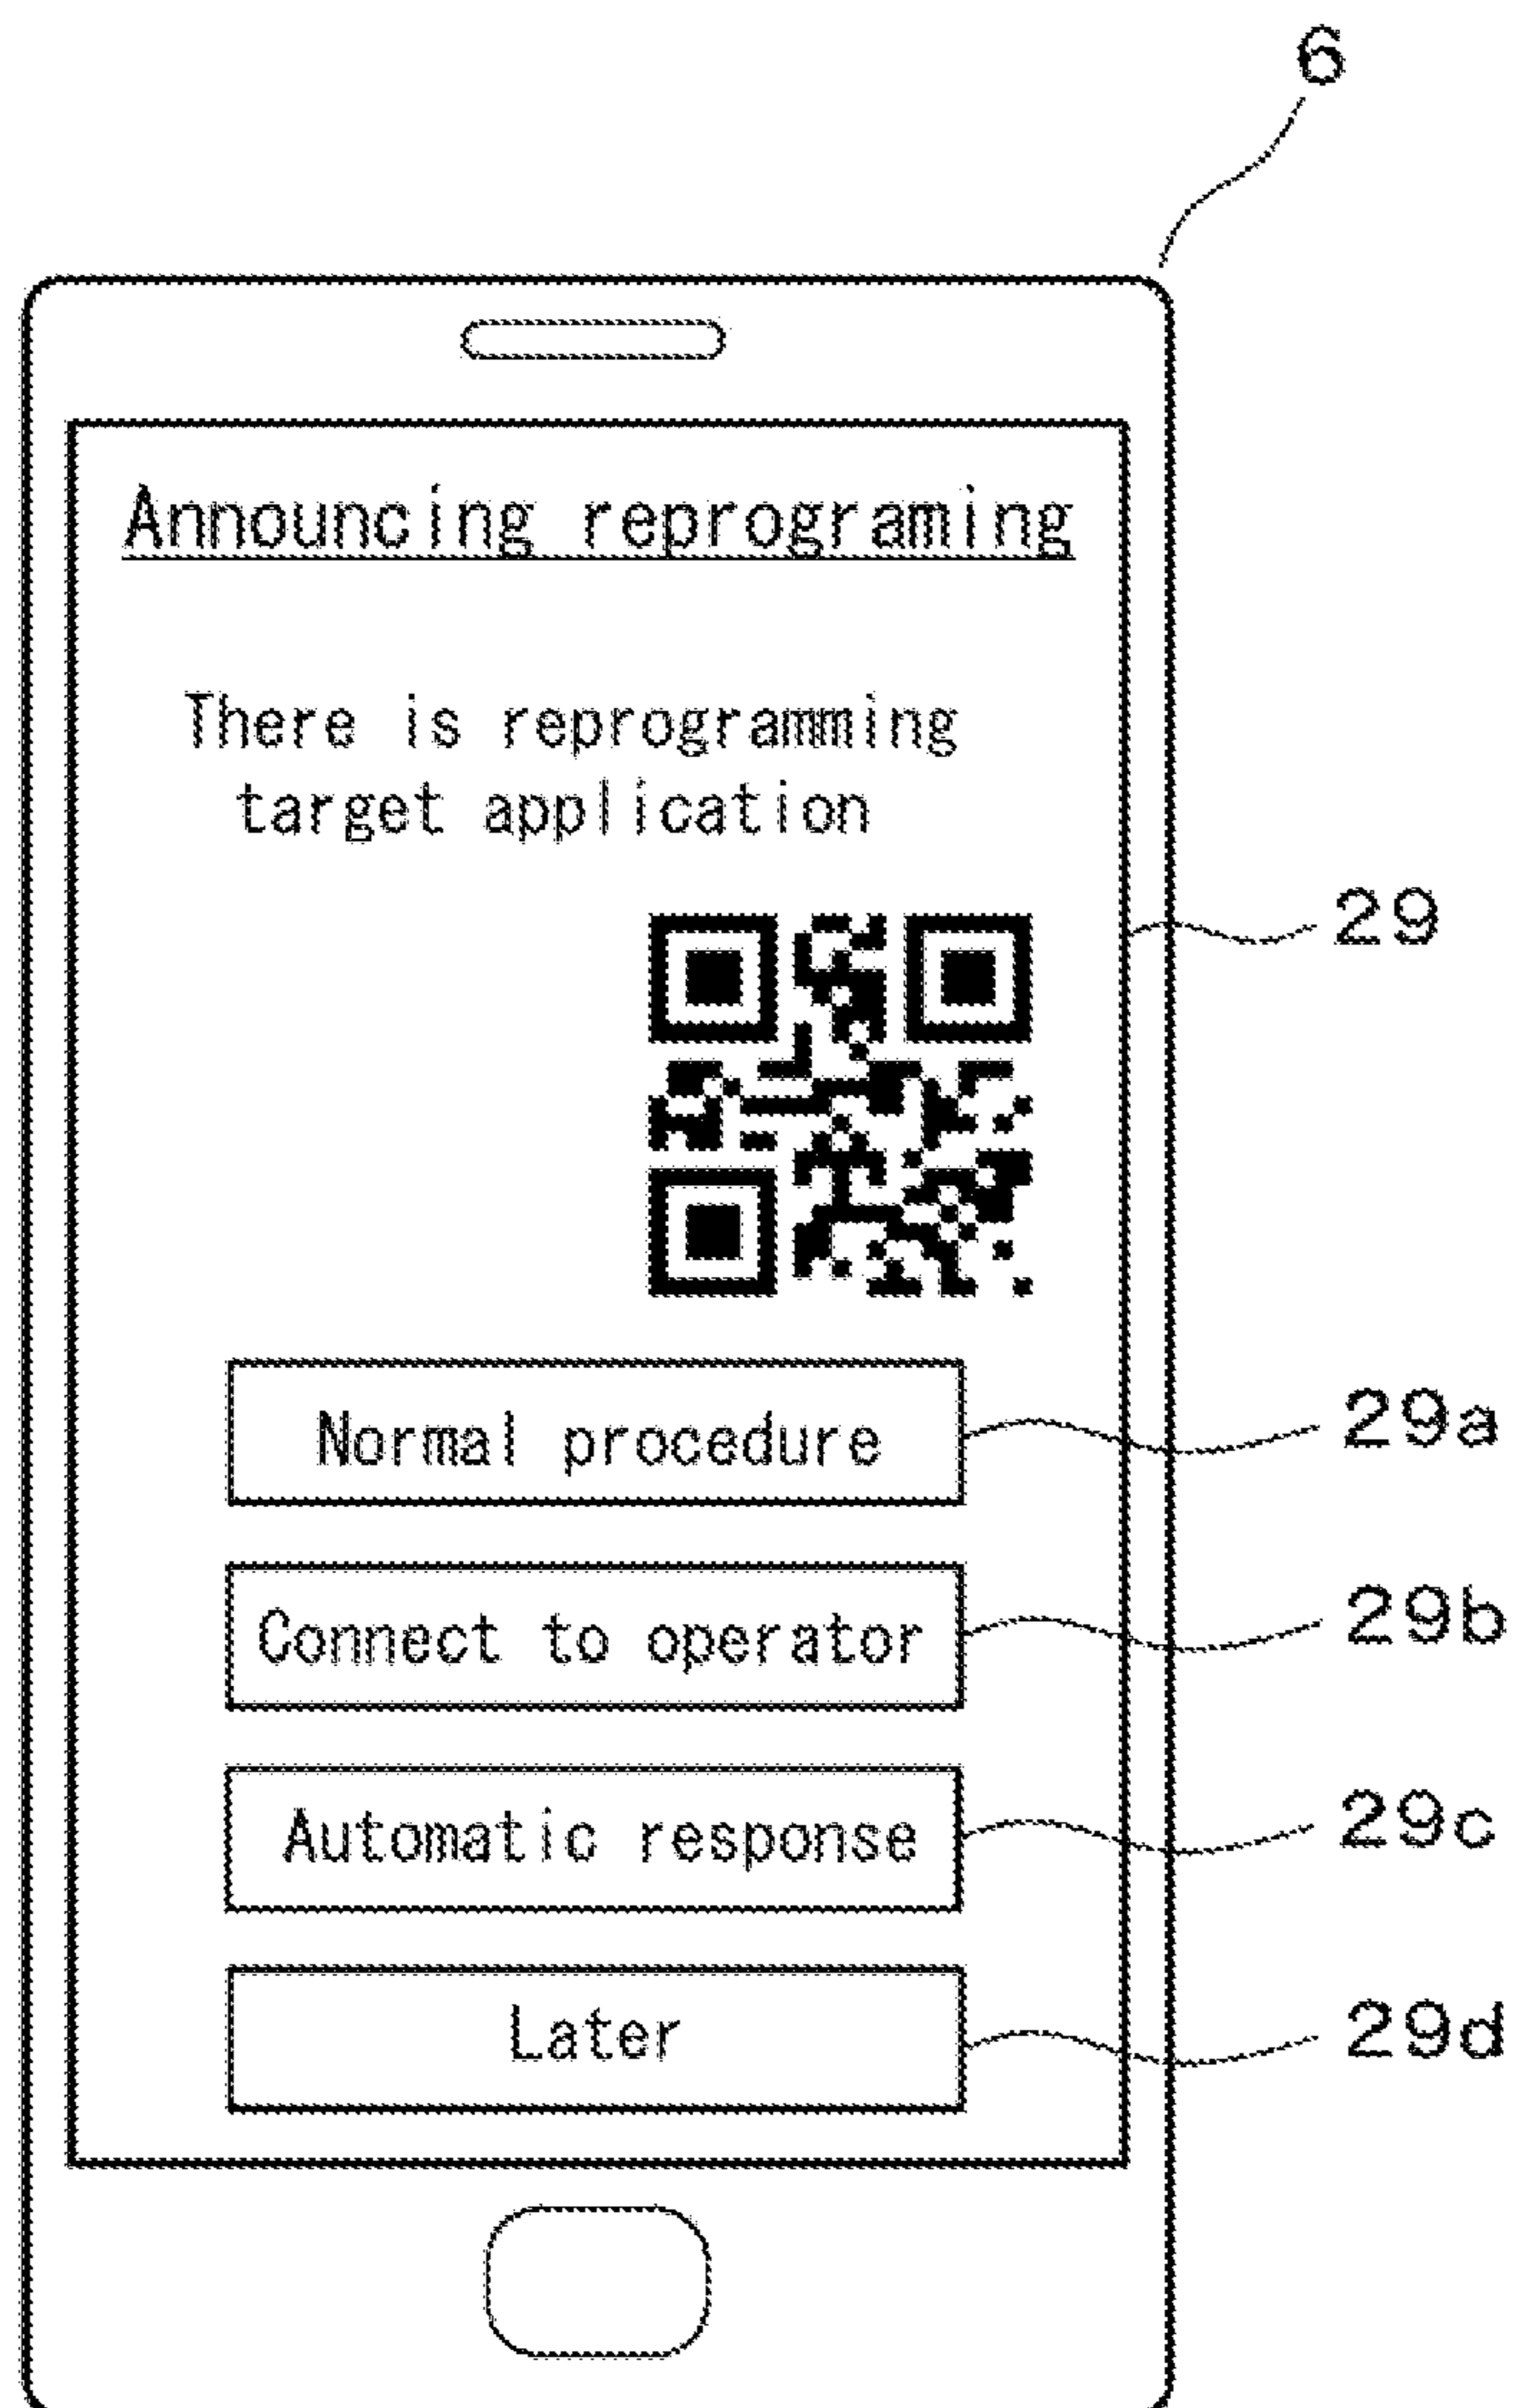 6
Announcing reprograming
There is reprogramming
target application
29
Normal procedure
29a
Connect to operator
29b
Automatic response
29c
Later
29d